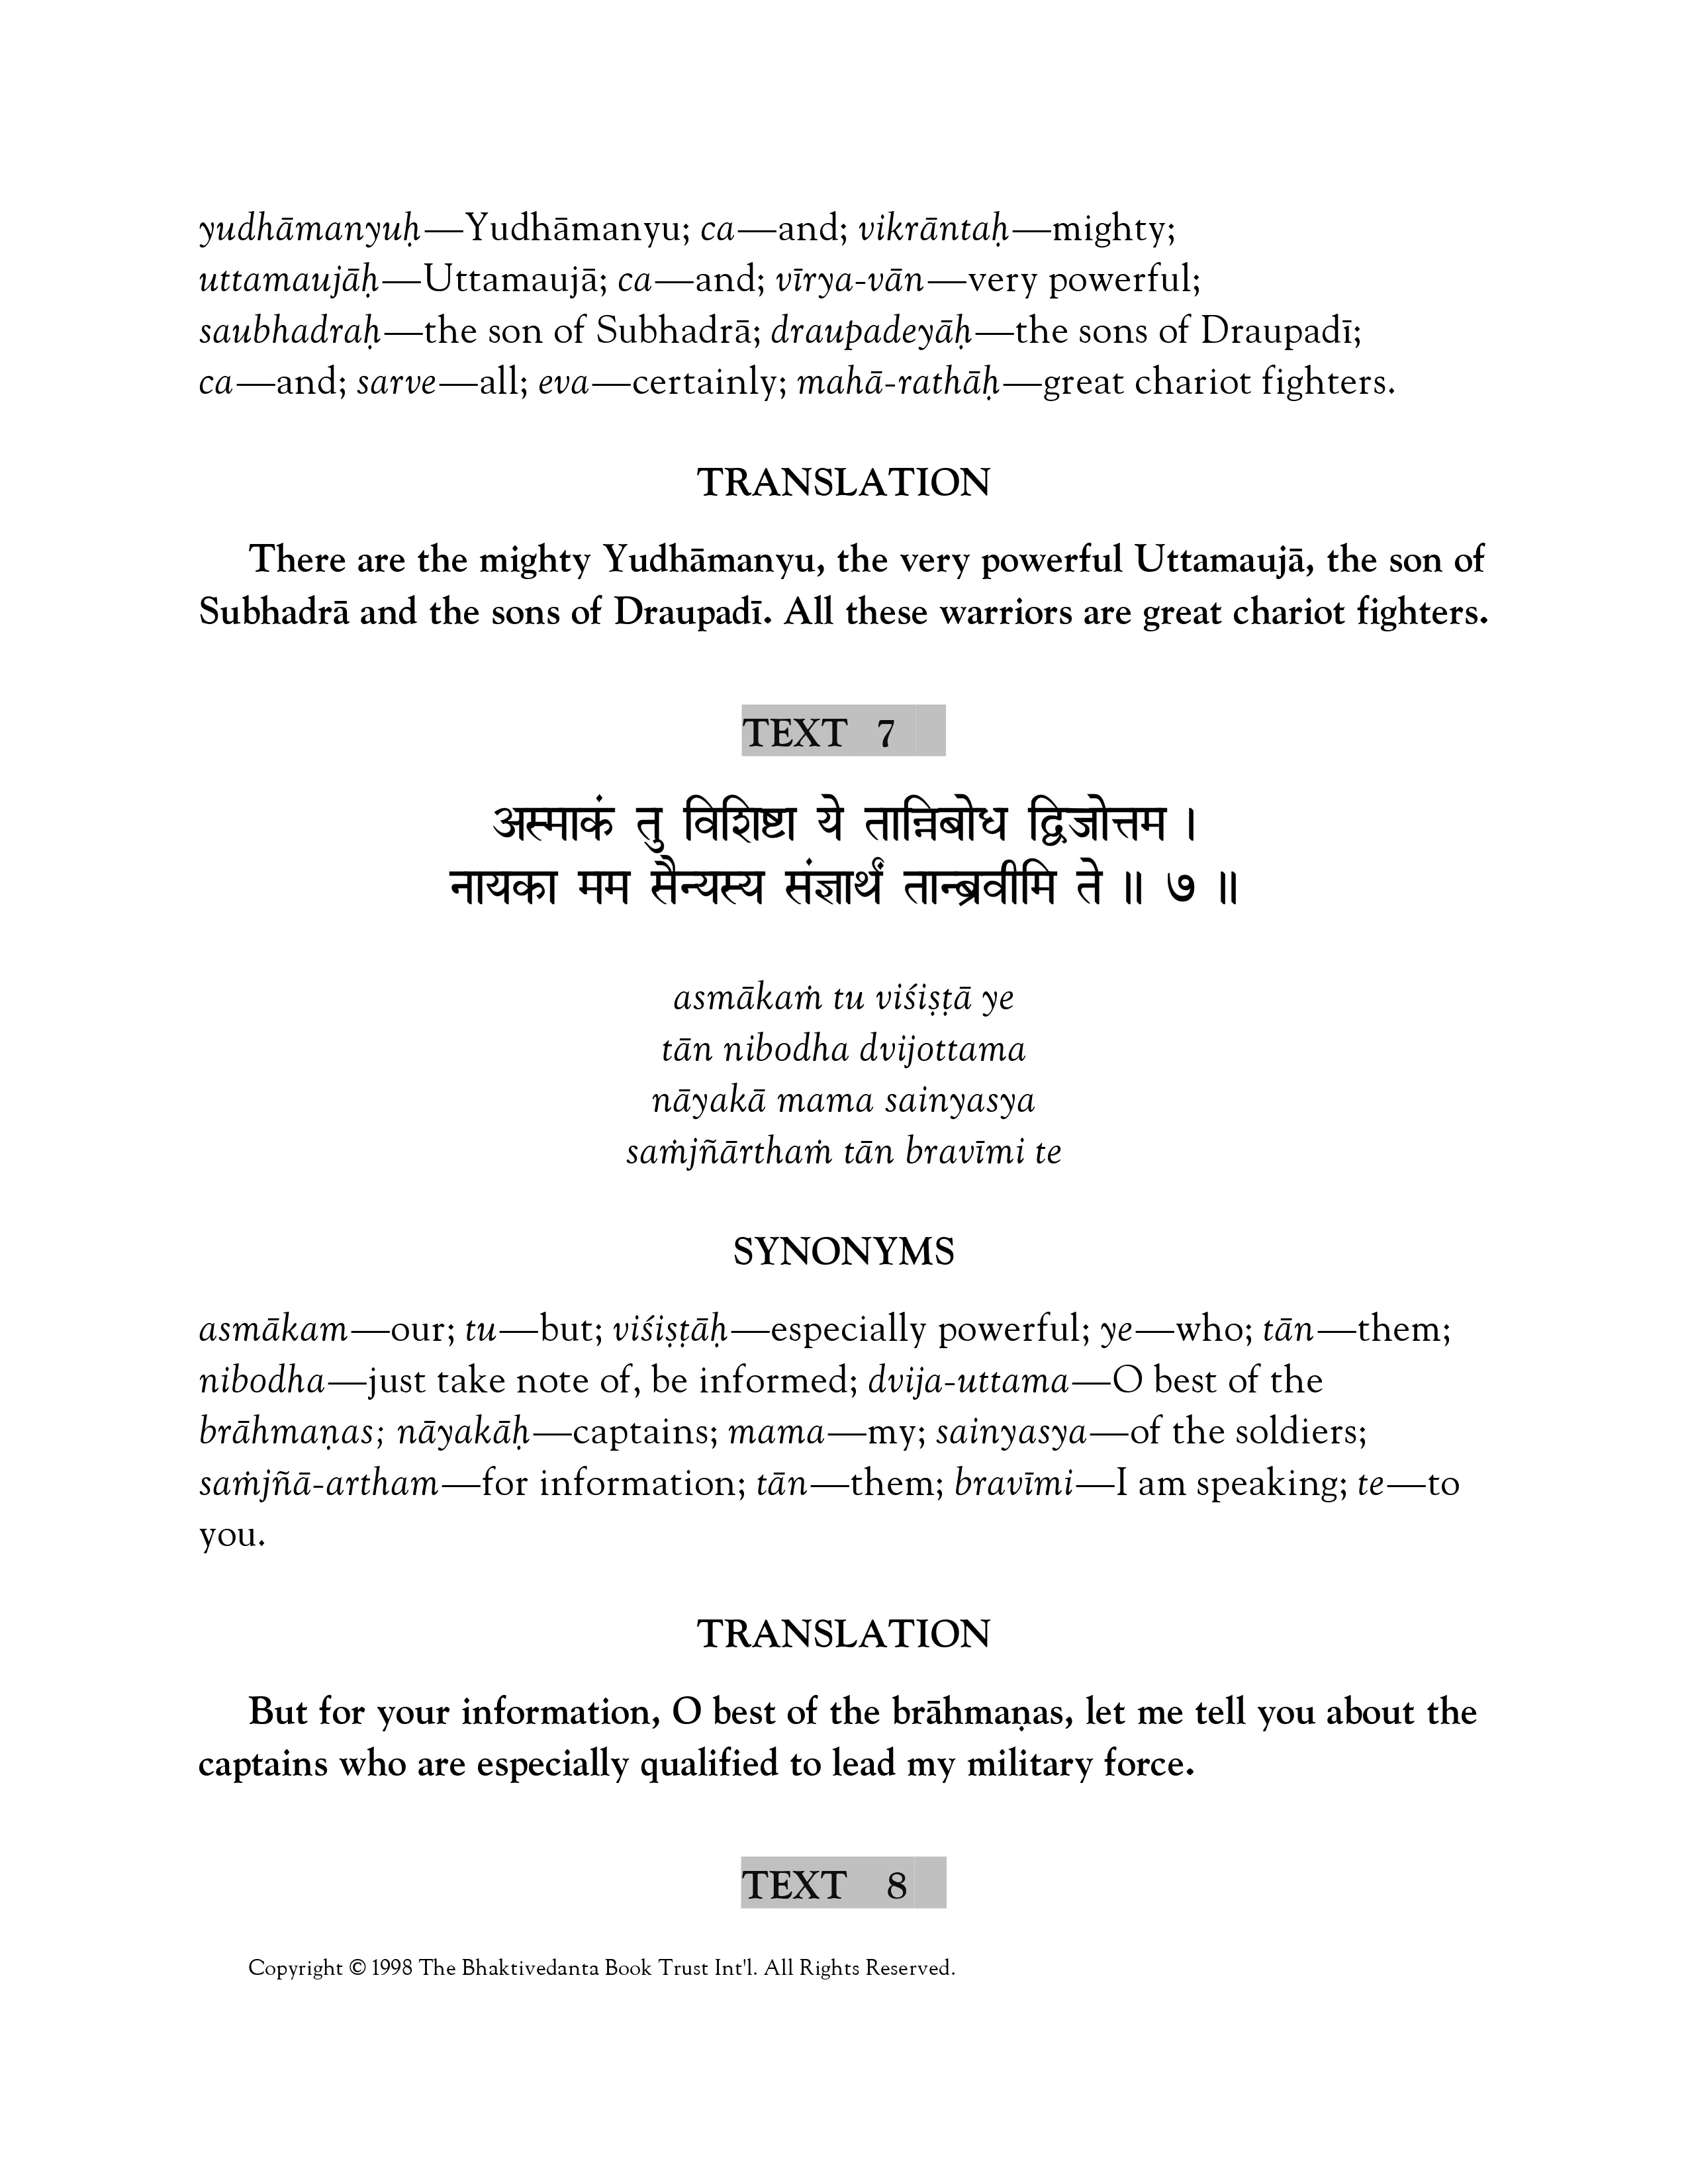 yudhāmanyuḥ—Yudhāmanyu; ca—and; vikrāntaḥ—mighty;
uttamaujāḥ—Uttamaujā; ca—and; vīrya-vān—very powerful;
saubhadraḥ—the son of Subhadrā; draupadeyāḥ—the sons of Draupadī;
ca—and; sarve—all; eva—certainly; mahā-rathāḥ—great chariot fighters.
TRANSLATION
There are the mighty Yudhāmanyu, the very powerful Uttamaujā, the son of
Subhadrā and the sons of Draupadī. All these warriors are great chariot fighters.
TEXT 7
अस्माकं तु विशिष्टा ये तान्निबोध द्विजोत्तम ।
नायका मम सैन्यस्य संज्ञार्थं तान्ब्रवीमि ते ॥ ७ ॥
asmākaṁ tu viśiṣṭā ye
tān nibodha dvijottama
nāyakā mama sainyasya
saṁjñārthaṁ tān bravīmi te
SYNONYMS
asmākam—our; tu—but; viśiṣṭāḥ—especially powerful; ye—who; tān—them;
nibodha—just take note of, be informed; dvija-uttama—O best of the
brāhmaṇas; nāyakāḥ—captains; mama—my; sainyasya—of the soldiers;
saṁjñā-artham—for information; tān—them; bravīmi—I am speaking; te—to
you.
TRANSLATION
But for your information, O best of the brāhmaṇas, let me tell you about the
captains who are especially qualified to lead my military force.
TEXT 8
Copyright © 1998 The Bhaktivedanta Book Trust Int'l. All Rights Reserved.